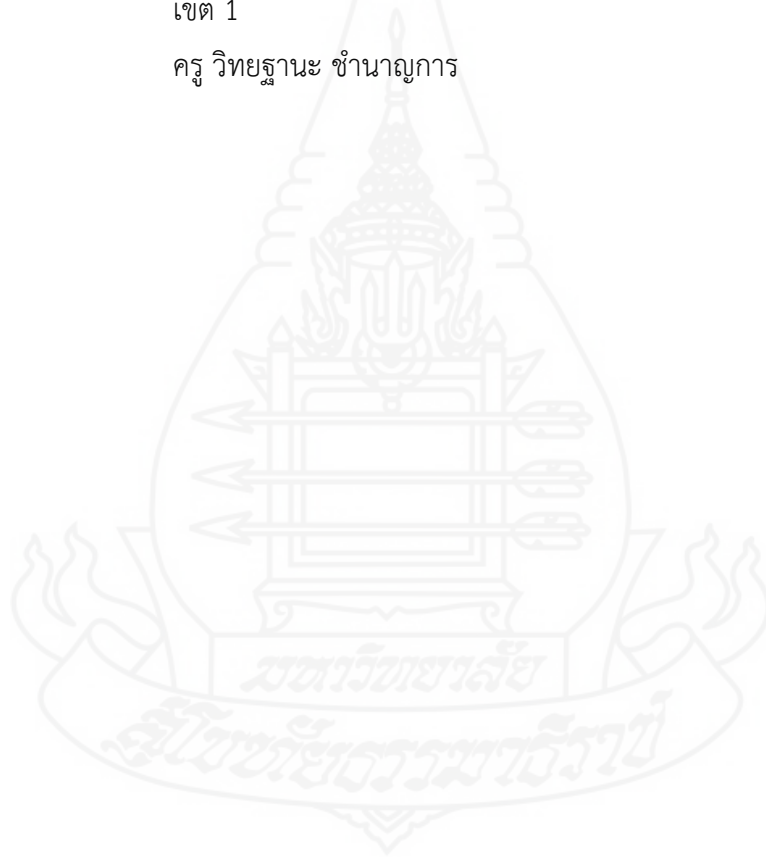 เขต 1
ครู วิทยฐานะ ชำนาญการ
มหาวิทยาลัย
สุโขทัยธรรมาธิราช